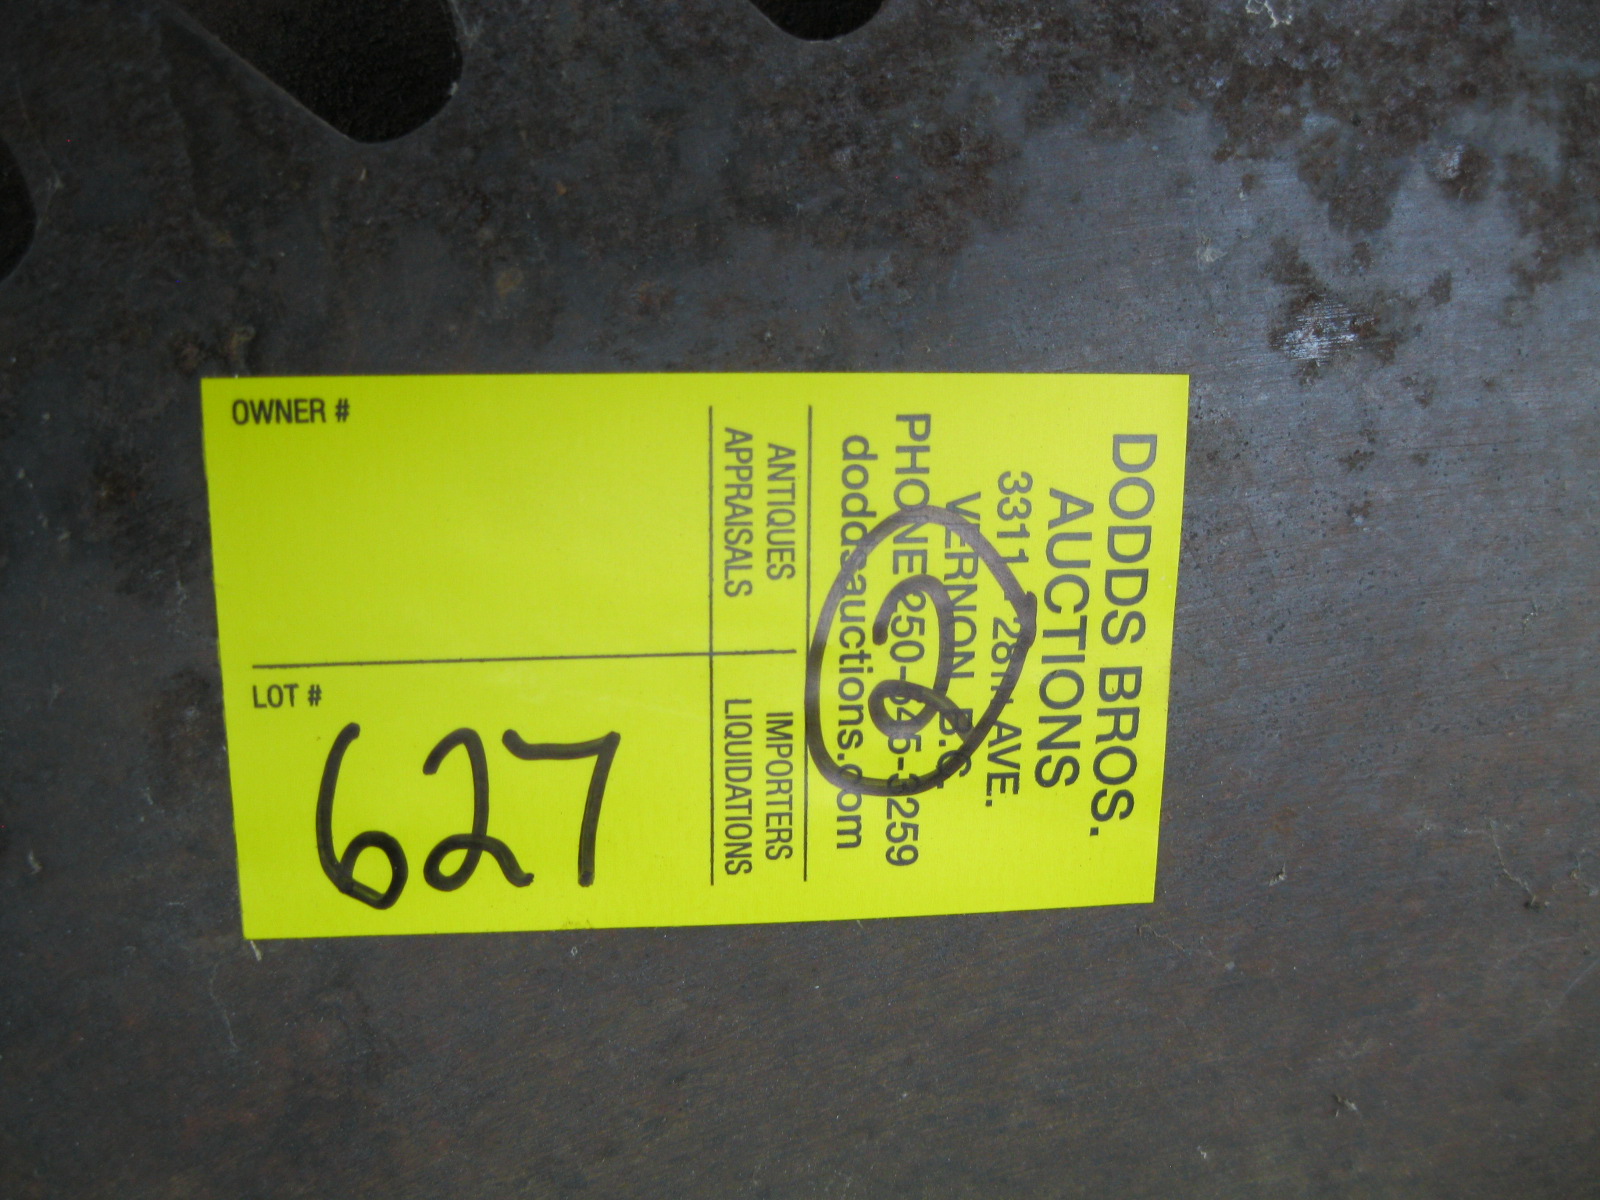 DODDS BROS.
AUCTIONS
3311 - 28TH AVE.
VERNON, B.C.
PHONE 250-545-3259
doddsauctions.com
2
ANTIQUES
APPRAISALS
IMPORTERS
LIQUIDATIONS
OWNER #
LOT #
627